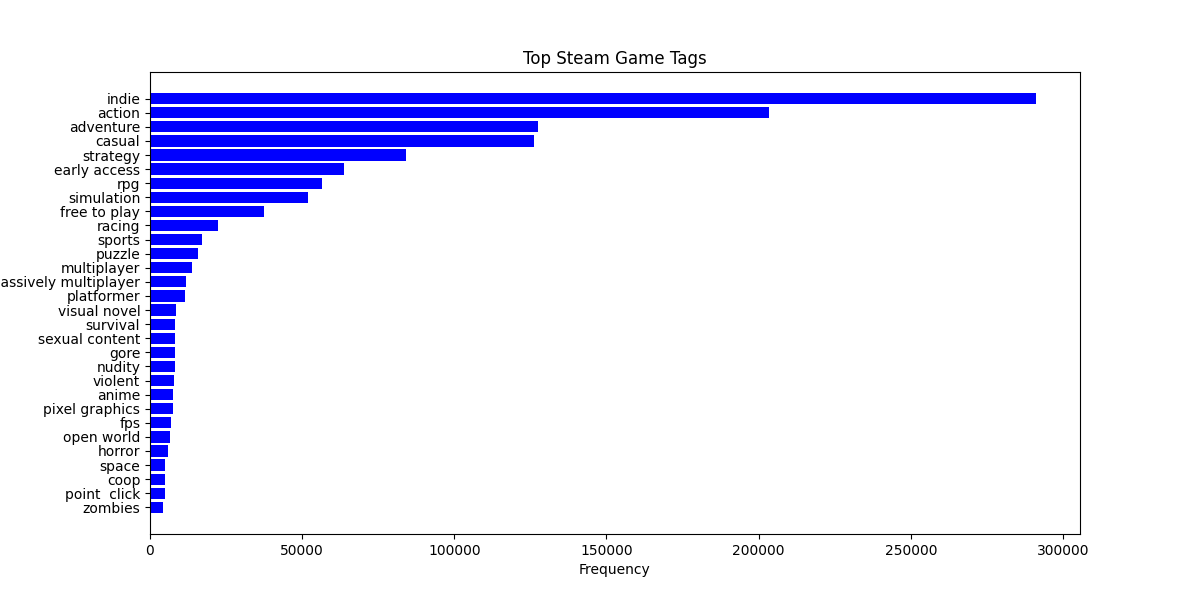 Top Steam Game Tags
indie
action
adventure
casual
strategy
early access
rpg
simulation
free to play
racing
sports
puzzle
multiplayer
assively multiplayer
platformer
visual novel
survival
sexual content
gore
nudity
violent
anime
pixel graphics
fps
open world
horror
space
coop
point  click
zombies
0 50000 100000 150000 200000 250000 300000
Frequency